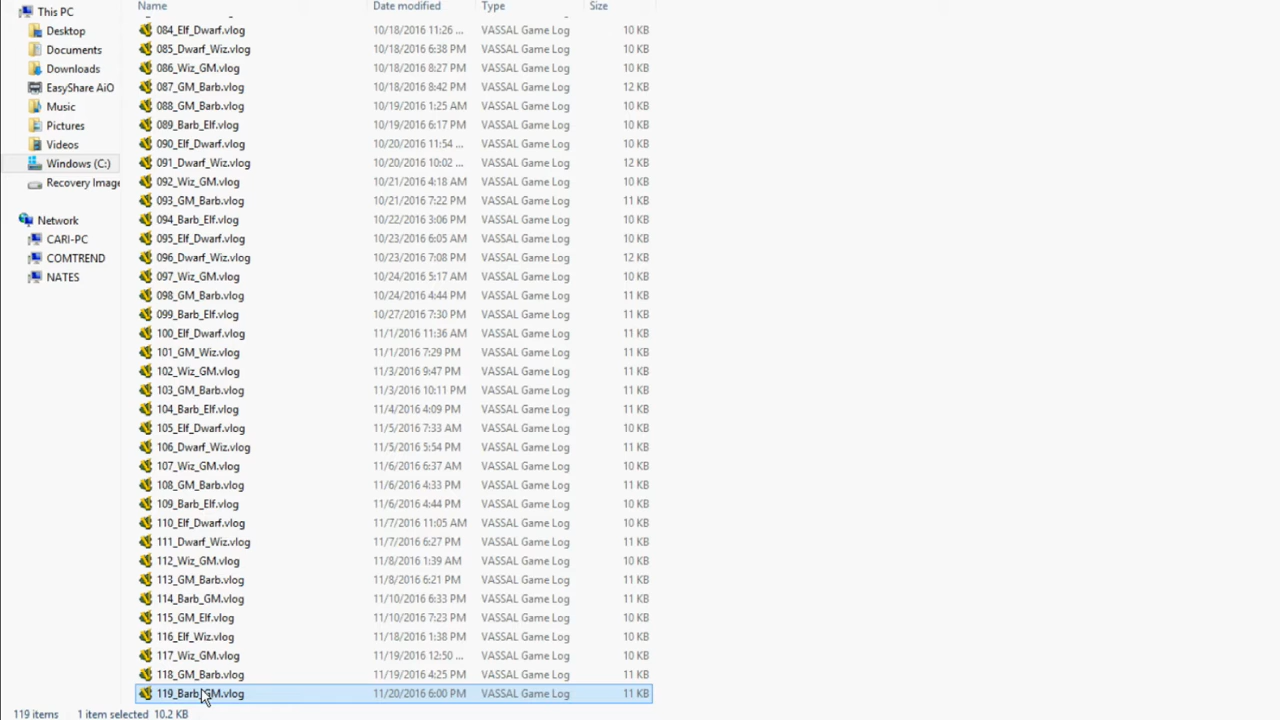 This PC
Desktop
Documents
Downloads
EasyShare AiO
Music
Pictures
Videos
Windows (C:)
Recovery Image
Network
CARI-PC
COMTREND
NATES
Name Date modified Type Size
084_Elf_Dwarf.vlog 10/18/2016 11:26 ... VASSAL Game Log 10 KB
085_Dwarf_Wiz.vlog 10/18/2016 6:38 PM VASSAL Game Log 10 KB
086_Wiz_GM.vlog 10/18/2016 8:27 PM VASSAL Game Log 10 KB
087_GM_Barb.vlog 10/18/2016 8:42 PM VASSAL Game Log 12 KB
088_GM_Barb.vlog 10/19/2016 1:25 AM VASSAL Game Log 10 KB
089_Barb_Elf.vlog 10/19/2016 6:17 PM VASSAL Game Log 10 KB
090_Elf_Dwarf.vlog 10/20/2016 11:54 ... VASSAL Game Log 10 KB
091_Dwarf_Wiz.vlog 10/20/2016 10:02 ... VASSAL Game Log 12 KB
092_Wiz_GM.vlog 10/21/2016 4:18 AM VASSAL Game Log 10 KB
093_GM_Barb.vlog 10/21/2016 7:22 PM VASSAL Game Log 11 KB
094_Barb_Elf.vlog 10/22/2016 3:06 PM VASSAL Game Log 10 KB
095_Elf_Dwarf.vlog 10/23/2016 6:05 AM VASSAL Game Log 10 KB
096_Dwarf_Wiz.vlog 10/23/2016 7:08 PM VASSAL Game Log 12 KB
097_Wiz_GM.vlog 10/24/2016 5:17 AM VASSAL Game Log 10 KB
098_GM_Barb.vlog 10/24/2016 4:44 PM VASSAL Game Log 11 KB
099_Barb_Elf.vlog 10/27/2016 7:30 PM VASSAL Game Log 11 KB
100_Elf_Dwarf.vlog 11/1/2016 11:36 AM VASSAL Game Log 11 KB
101_GM_Wiz.vlog 11/1/2016 7:29 PM VASSAL Game Log 11 KB
102_Wiz_GM.vlog 11/3/2016 9:47 PM VASSAL Game Log 11 KB
103_GM_Barb.vlog 11/3/2016 10:11 PM VASSAL Game Log 11 KB
104_Barb_Elf.vlog 11/4/2016 4:09 PM VASSAL Game Log 11 KB
105_Elf_Dwarf.vlog 11/5/2016 7:33 AM VASSAL Game Log 11 KB
106_Dwarf_Wiz.vlog 11/5/2016 5:54 PM VASSAL Game Log 11 KB
107_Wiz_GM.vlog 11/6/2016 6:37 AM VASSAL Game Log 10 KB
108_GM_Barb.vlog 11/6/2016 4:33 PM VASSAL Game Log 11 KB
109_Barb_Elf.vlog 11/6/2016 4:44 PM VASSAL Game Log 10 KB
110_Elf_Dwarf.vlog 11/7/2016 11:05 AM VASSAL Game Log 10 KB
111_Dwarf_Wiz.vlog 11/7/2016 6:27 PM VASSAL Game Log 11 KB
112_Wiz_GM.vlog 11/8/2016 1:39 AM VASSAL Game Log 10 KB
113_GM_Barb.vlog 11/8/2016 6:21 PM VASSAL Game Log 11 KB
114_Barb_GM.vlog 11/10/2016 6:33 PM VASSAL Game Log 11 KB
115_GM_Elf.vlog 11/10/2016 7:23 PM VASSAL Game Log 10 KB
116_Elf_Wiz.vlog 11/18/2016 1:38 PM VASSAL Game Log 10 KB
117_Wiz_GM.vlog 11/19/2016 12:50 ... VASSAL Game Log 10 KB
118_GM_Barb.vlog 11/19/2016 4:25 PM VASSAL Game Log 11 KB
119_Barb_GM.vlog 11/20/2016 6:00 PM VASSAL Game Log 11 KB
119 items 1 item selected 10.2 KB